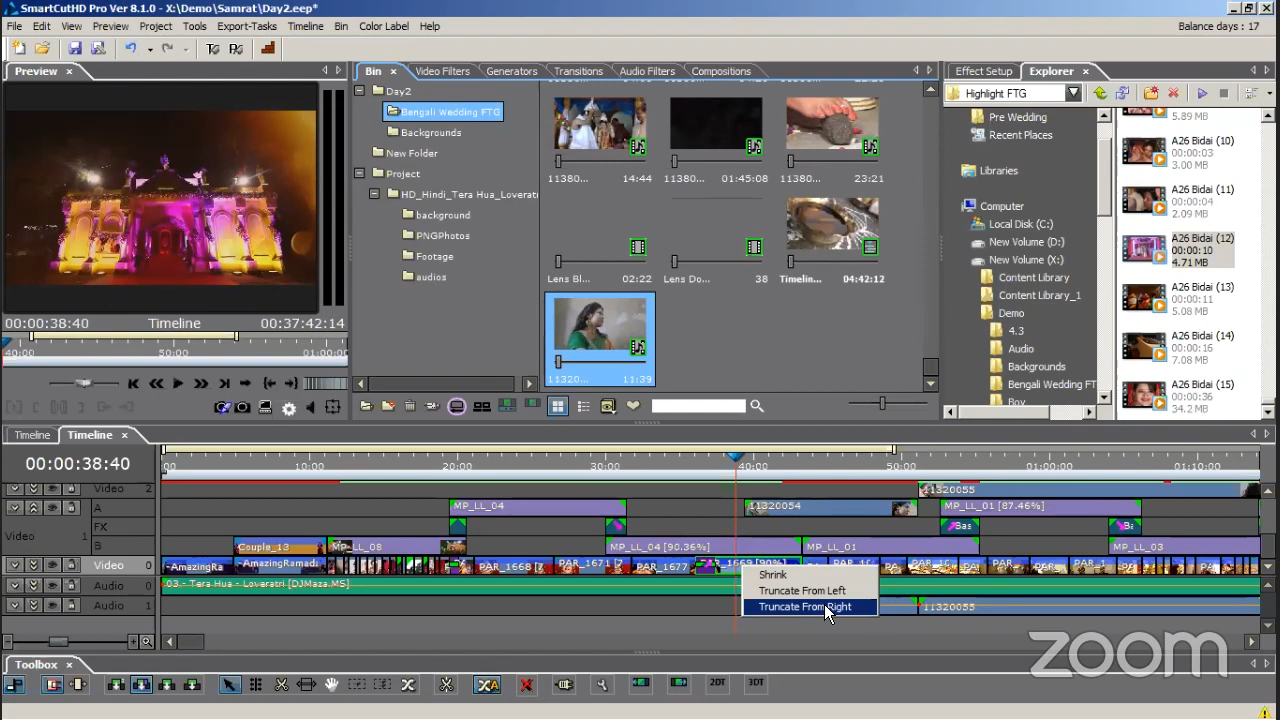 SmartCutHD Pro Ver 8.1.0 - X:\Demo\Samrat\Day2.eep*
File Edit View Preview Project Tools Export-Tasks Timeline Bin Color Label Help
Balance days : 17
Preview
Bin Video Filters Generators Transitions Audio Filters Compositions
Effect Setup Explorer
Day2
Bengali Wedding FTG
Backgrounds
New Folder
Project
HD_Hindi_Tera Hua_Loverat
background
PNGPhotos
Footage
audios
11380... 14:44
11380... 01:45:08
11380... 23:21
Lens Bl... 02:22
Lens Do... 38
Timelin... 04:42:12
11320... 11:39
Highlight FTG
Pre Wedding
Recent Places
Libraries
Computer
Local Disk (C:)
New Volume (D:)
New Volume (X:)
Content Library
Content Library_1
Demo
4.3
Audio
Backgrounds
Bengali Wedding FT
Boy
5.89 MB
A26 Bidai (10)
00:00:03
3.00 MB
A26 Bidai (11)
00:00:04
2.09 MB
A26 Bidai (12)
00:00:10
4.71 MB
A26 Bidai (13)
00:00:11
5.08 MB
A26 Bidai (14)
00:00:16
7.08 MB
A26 Bidai (15)
00:00:36
34.2 MB
00:00:38:40 Timeline 00:37:42:14
40:00 50:00 01:00:0
Timeline Timeline
00:00:38:40
:00 10:00 20:00 30:00 40:00 50:00 01:00:00 01:10:0
Video 2
11320055
A
MP_LL_04
11320054
MP_LL_01 [87.46%]
FX
Bas
Ba
Video 1
B
Couple_13
MP_LL_08
MP_LL_04 [90.36%]
MP_LL_01
MP_LL_03
Video
AmazingRa
AmazingRamadi
PAR_1668 [7
PAR_1671 [7
PAR_1677
_1669 [90%]
Audio
03 - Tera Hua - Loveratri [DJMaza.MS]
Audio 1
11320055
Shrink
Truncate From Left
Truncate From Right
Toolbox
2DT 3DT
zoom